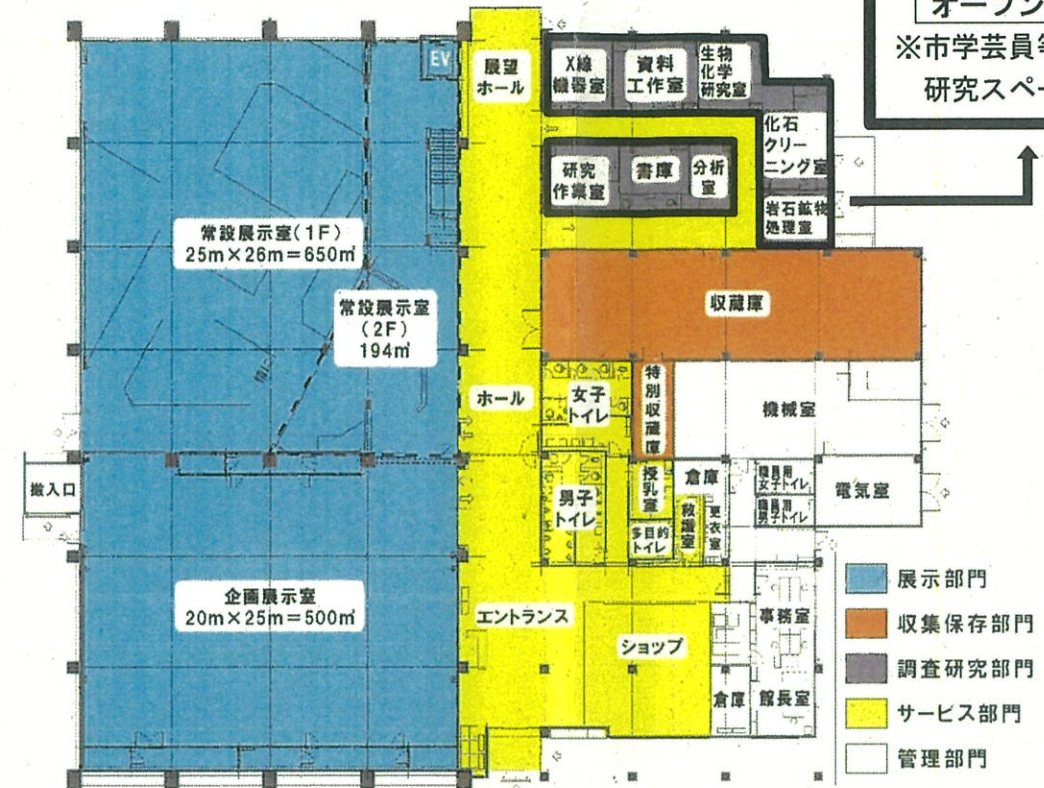 オープン
※市学芸員等
研究スペー
EV
展望
ホール
X線
機器室
資料
工作室
生物
化学
研究室
化石
クリー
ニング室
研究
作業室
書庫
分析
室
岩石鉱物
処理室
常設展示室(1F)
25m×26m=650㎡
常設展示室
(2F)
194㎡
収蔵庫
ホール
女子
トイレ
特別収蔵庫
機械室
搬入口
男子
トイレ
授乳室
倉庫
救護室
更衣室
多目的
トイレ
職員用
女子トイレ
職員用
男子トイレ
電気室
企画展示室
20m×25m=500㎡
エントランス
ショップ
事務室
倉庫
館長室
展示部門
収集保存部門
調査研究部門
サービス部門
管理部門